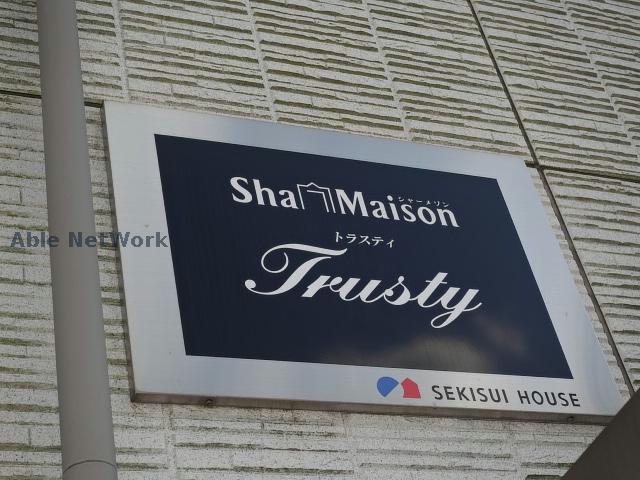 シャーメゾン
Sha Maison
トラスティ
Trusty
SEKISUI HOUSE
Able NetWork